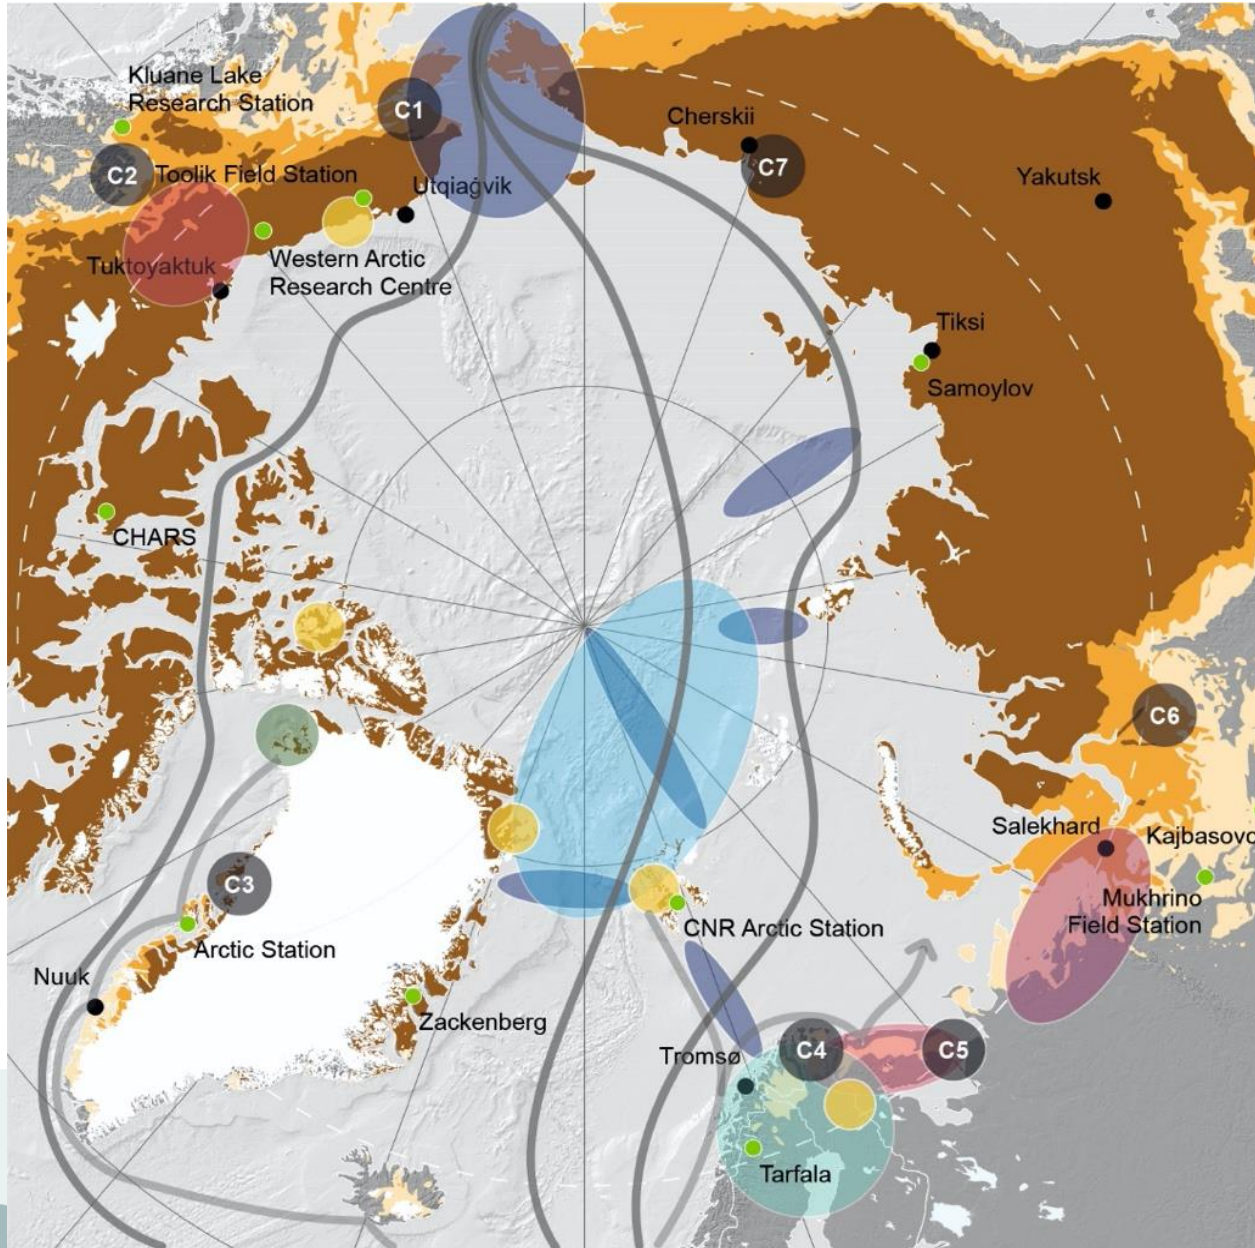 Kluane Lake
Research Station
C1
Cherskii
C7
C2
Toolik Field Station
Utqiaġvik
Yakutsk
Tuktoyaktuk
Western Arctic
Research Centre
Tiksi
Samoylov
CHARS
C6
Salekhard
Kajbasovo
C3
Mukhrino
Field Station
CNR Arctic Station
Arctic Station
Nuuk
Zackenberg
Tromsø
C4
C5
Tarfala